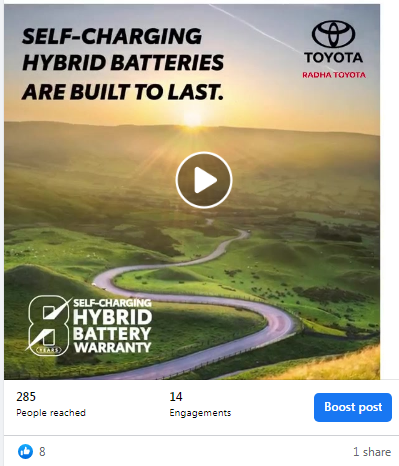 SELF-CHARGING
HYBRID BATTERIES
ARE BUILT TO LAST.
TOYOTA
RADHA TOYOTA
8
YEARS
SELF-CHARGING
HYBRID
BATTERY
WARRANTY
285
People reached
14
Engagements
Boost post
8
1 share